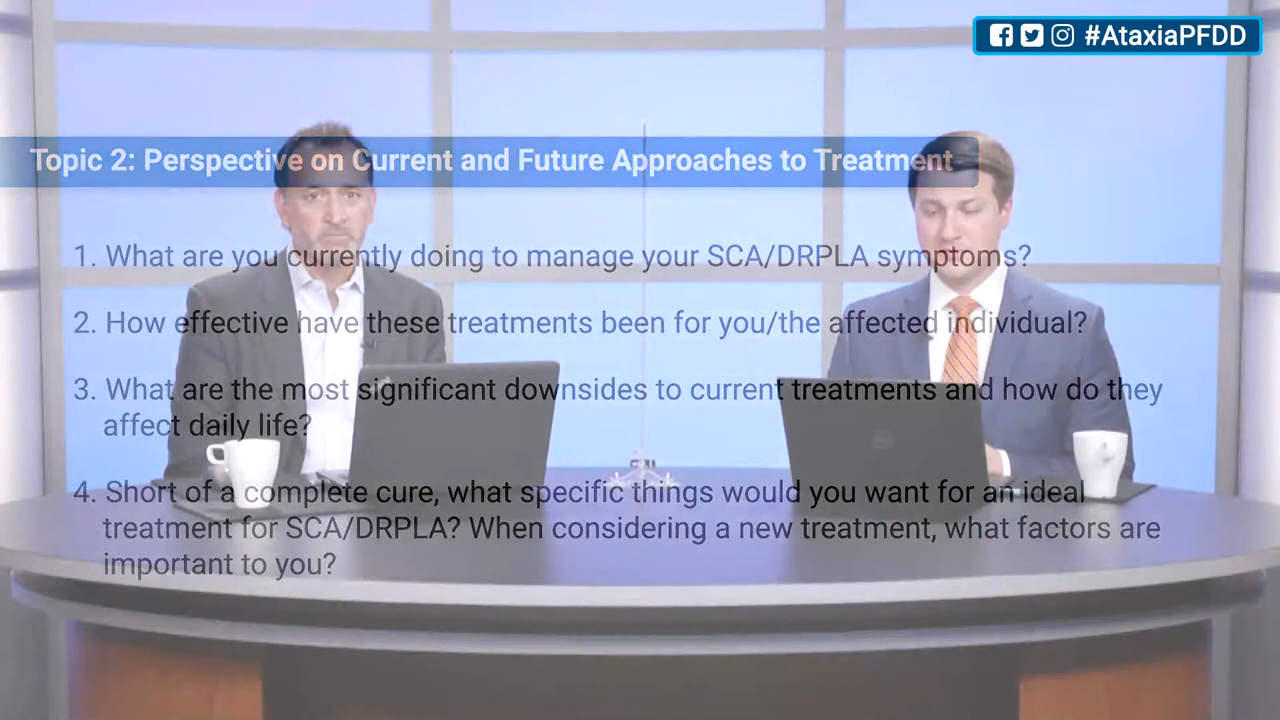 #AtaxiaPFDD
Topic 2: Perspective on Current and Future Approaches to Treatment
1. What are you currently doing to manage your SCA/DRPLA symptoms?
2. How effective have these treatments been for you/the affected individual?
3. What are the most significant downsides to current treatments and how do they
affect daily life?
4. Short of a complete cure, what specific things would you want for an ideal
treatment for SCA/DRPLA? When considering a new treatment, what factors are
important to you?